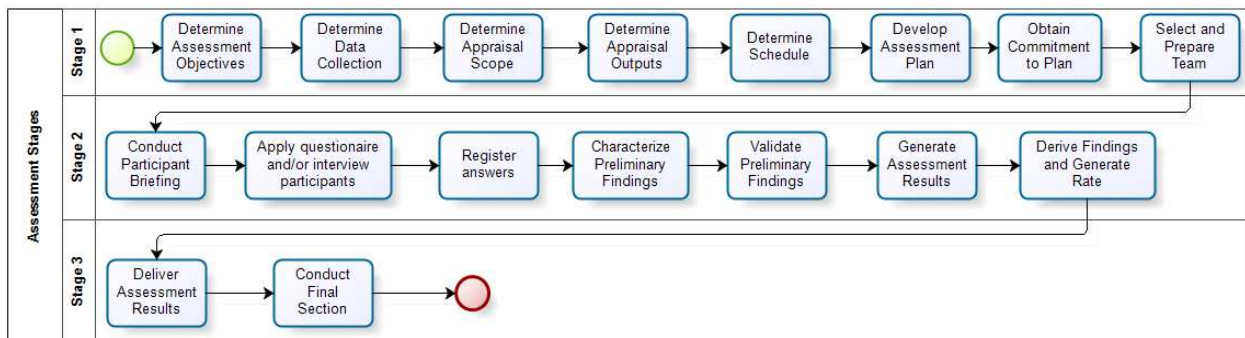 Assessment Stages
Stage 1
Determine
Assessment
Objectives
Determine
Data
Collection
Determine
Appraisal
Scope
Determine
Appraisal
Outputs
Determine
Schedule
Develop
Assessment
Plan
Obtain
Commitment
to Plan
Select and
Prepare
Team
Stage 2
Conduct
Participant
Briefing
Apply questionaire
and/or interview
participants
Register
answers
Characterize
Preliminary
Findings
Validate
Preliminary
Findings
Generate
Assessment
Results
Derive Findings
and Generate
Rate
Stage 3
Deliver
Assessment
Results
Conduct
Final
Section